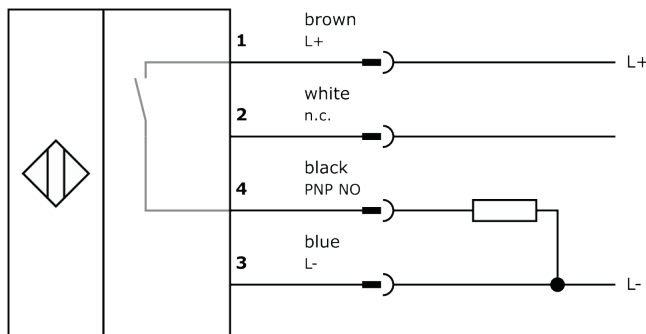 brown
1 L+
L+
white
2 n.c.
black
4 PNP NO
blue
3 L-
L-